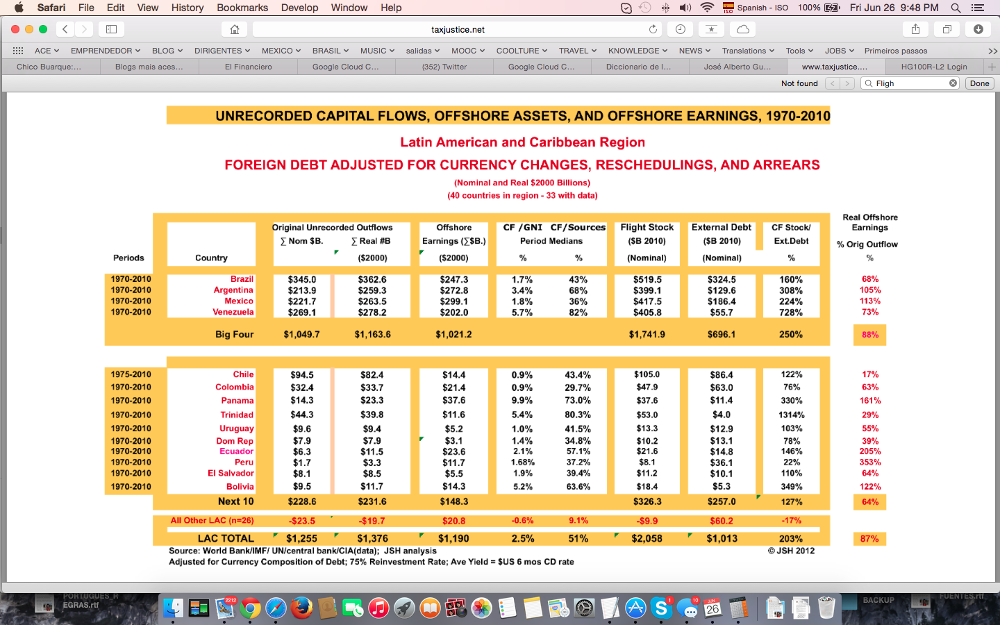 Safari File Edit View History Bookmarks Develop Window Help ISO Spanish - ISO 100% Fri Jun 26 9:48 PM
taxjustice.net
ACE EMPRENDEDOR BLOG DIRIGENTES MEXICO BRASIL MUSIC salidas MOOC COOLTURE TRAVEL KNOWLEDGE NEWS Translations Tools JOBS Primeiros passos >>
Chico Buarque:... Blogs mais aces... El Financiero Google Cloud C... (352) Twitter Google Cloud C... Diccionario de l... José Alberto Gu... www.taxjustice.... HG100R-L2 Login +
Not found < > Fligh Done
UNRECORDED CAPITAL FLOWS, OFFSHORE ASSETS, AND OFFSHORE EARNINGS, 1970-2010
Latin American and Caribbean Region
FOREIGN DEBT ADJUSTED FOR CURRENCY CHANGES, RESCHEDULINGS, AND ARREARS
(Nominal and Real $2000 Billions)
(40 countries in region - 33 with data)
Real Offshore
Original Unrecorded Outflows Offshore CF /GNI CF/Sources Flight Stock External Debt CF Stock/ Earnings
∑ Nom $B. ∑ Real #B Earnings (∑$B.) Period Medians ($B 2010) ($B 2010) Ext.Debt % Orig Outflow
Periods Country ($2000) ($2000) % % (Nominal) (Nominal) % %
1970-2010 Brazil $345.0 $362.6 $247.3 1.7% 43% $519.5 $324.5 160% 68%
1970-2010 Argentina $213.9 $259.3 $272.8 3.4% 68% $399.1 $129.6 308% 105%
1970-2010 Mexico $221.7 $263.5 $299.1 1.8% 36% $417.5 $186.4 224% 113%
1970-2010 Venezuela $269.1 $278.2 $202.0 5.7% 82% $405.8 $55.7 728% 73%
Big Four $1,049.7 $1,163.6 $1,021.2 $1,741.9 $696.1 250% 88%
1975-2010 Chile $94.5 $82.4 $14.4 0.9% 43.4% $105.0 $86.4 122% 17%
1970-2010 Colombia $32.4 $33.7 $21.4 0.9% 29.7% $47.9 $63.0 76% 63%
1970-2010 Panama $14.3 $23.3 $37.6 9.9% 73.0% $37.6 $11.4 330% 161%
1970-2010 Trinidad $44.3 $39.8 $11.6 5.4% 80.3% $53.0 $4.0 1314% 29%
1970-2010 Uruguay $9.6 $9.4 $5.2 1.0% 41.5% $13.3 $12.9 103% 55%
1970-2010 Dom Rep $7.9 $7.9 $3.1 1.4% 34.8% $10.2 $13.1 78% 39%
1970-2010 Ecuador $6.3 $11.5 $23.6 2.1% 57.1% $21.6 $14.8 146% 205%
1970-2010 Peru $1.7 $3.3 $11.7 1.68% 37.2% $8.1 $36.1 22% 353%
1970-2010 El Salvador $8.1 $8.5 $5.5 1.9% 39.4% $11.2 $10.1 110% 64%
1970-2010 Bolivia $9.5 $11.7 $14.3 5.2% 63.6% $18.4 $5.3 349% 122%
Next 10 $228.6 $231.6 $148.3 $326.3 $257.0 127% 64%
All Other LAC (n=26) -$23.5 -$19.7 $20.8 -0.6% 9.1% -$9.9 $60.2 -17%
LAC TOTAL $1,255 $1,376 $1,190 2.5% 51% $2,058 $1,013 203% 87%
Source: World Bank/IMF/ UN/central bank/CIA(data); JSH analysis © JSH 2012
Adjusted for Currency Composition of Debt; 75% Reinvestment Rate; Ave Yield = $US 6 mos CD rate
PORTUGUES_R
EGRAS.rtf
2212
1
10
JUN
26
BACKUP
FUENTES.rtf